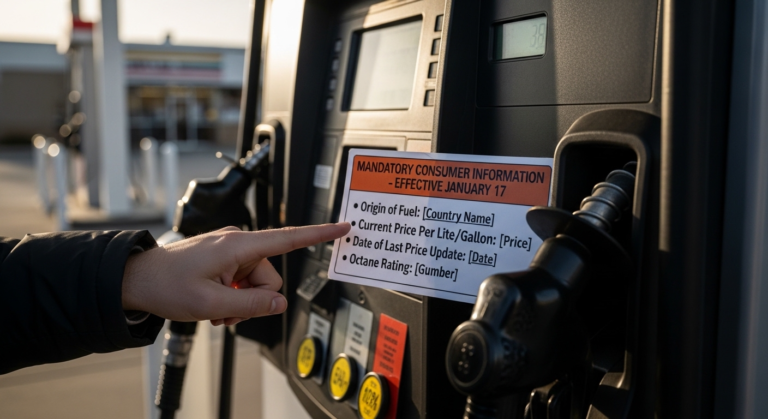 MANDATORY CONSUMER INFORMATION
- EFFECTIVE JANUARY 17
• Origin of Fuel: [Country Name]
• Current Price Per Lite/Gallon: [Price]
• Date of Last Price Update: [Date]
• Octane Rating: [Gumber]